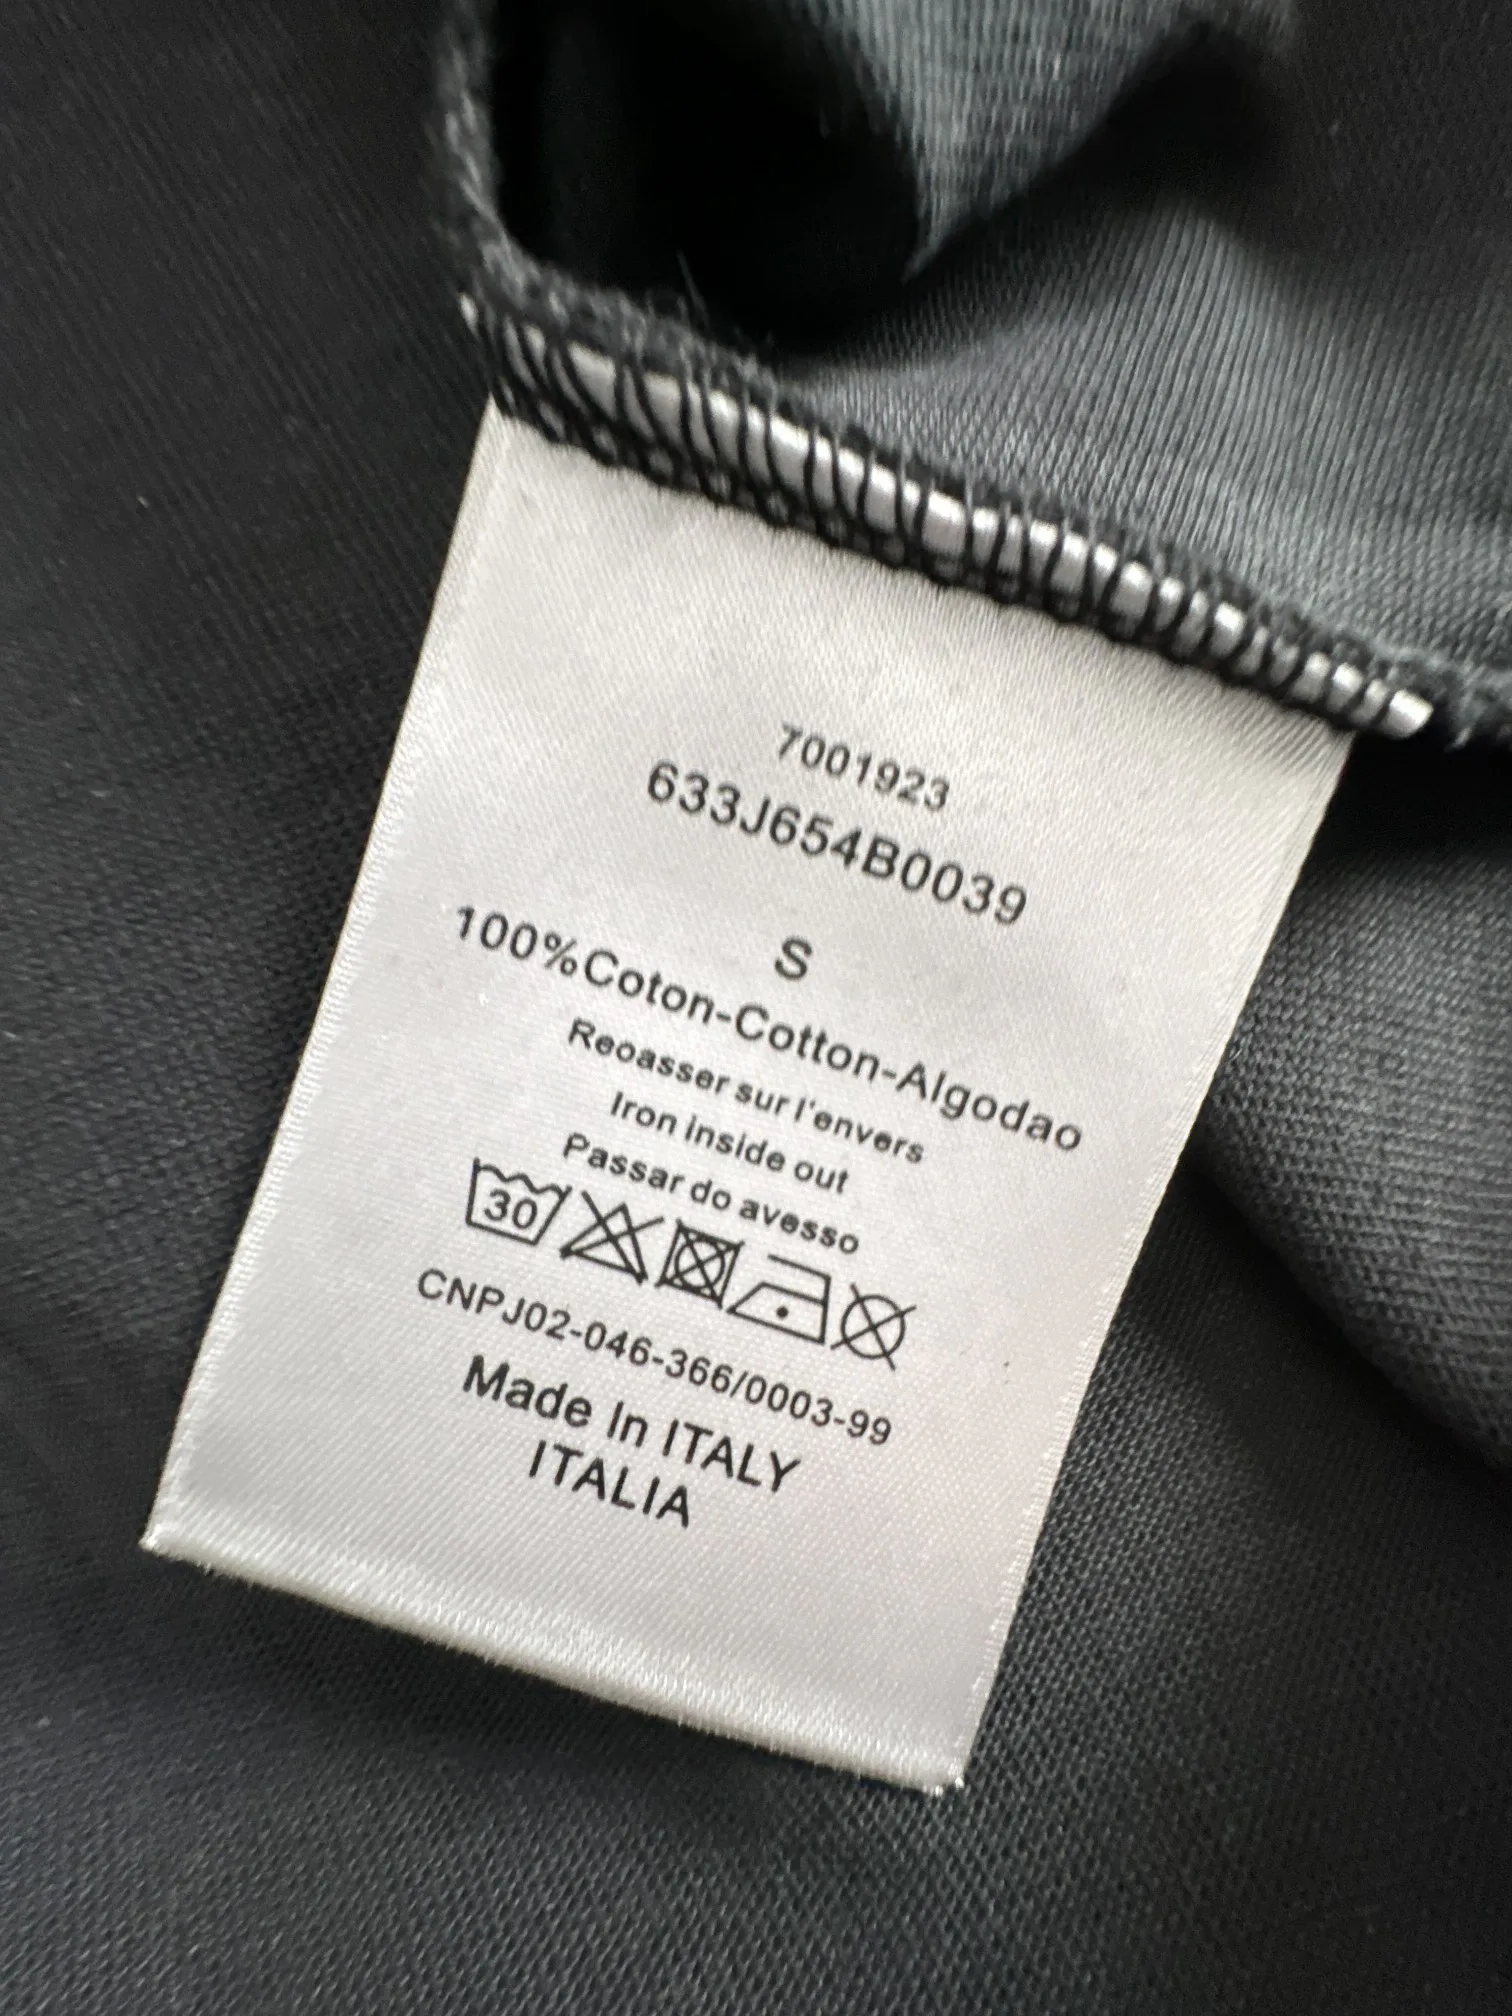 7001923
633J654B0039
S
100%Coton-Cotton-Algodao
Reoasser sur l'envers
Iron inside out
Passar do avesso
30
CNPJ02-046-366/0003-99
Made In ITALY
ITALIA